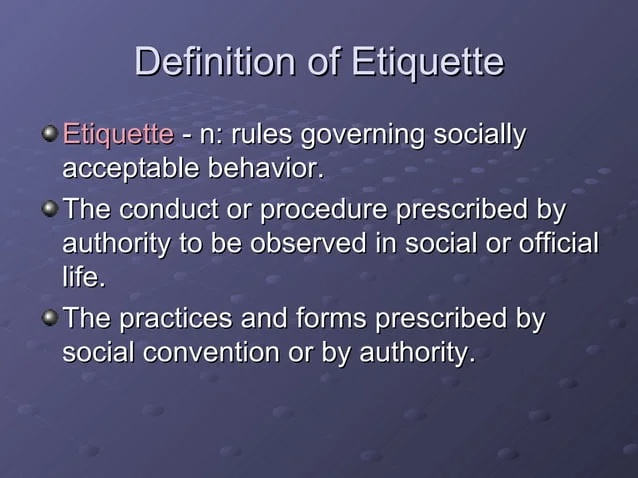 Definition of Etiquette
Etiquette - n: rules governing socially
acceptable behavior.
The conduct or procedure prescribed by
authority to be observed in social or official
life.
The practices and forms prescribed by
social convention or by authority.